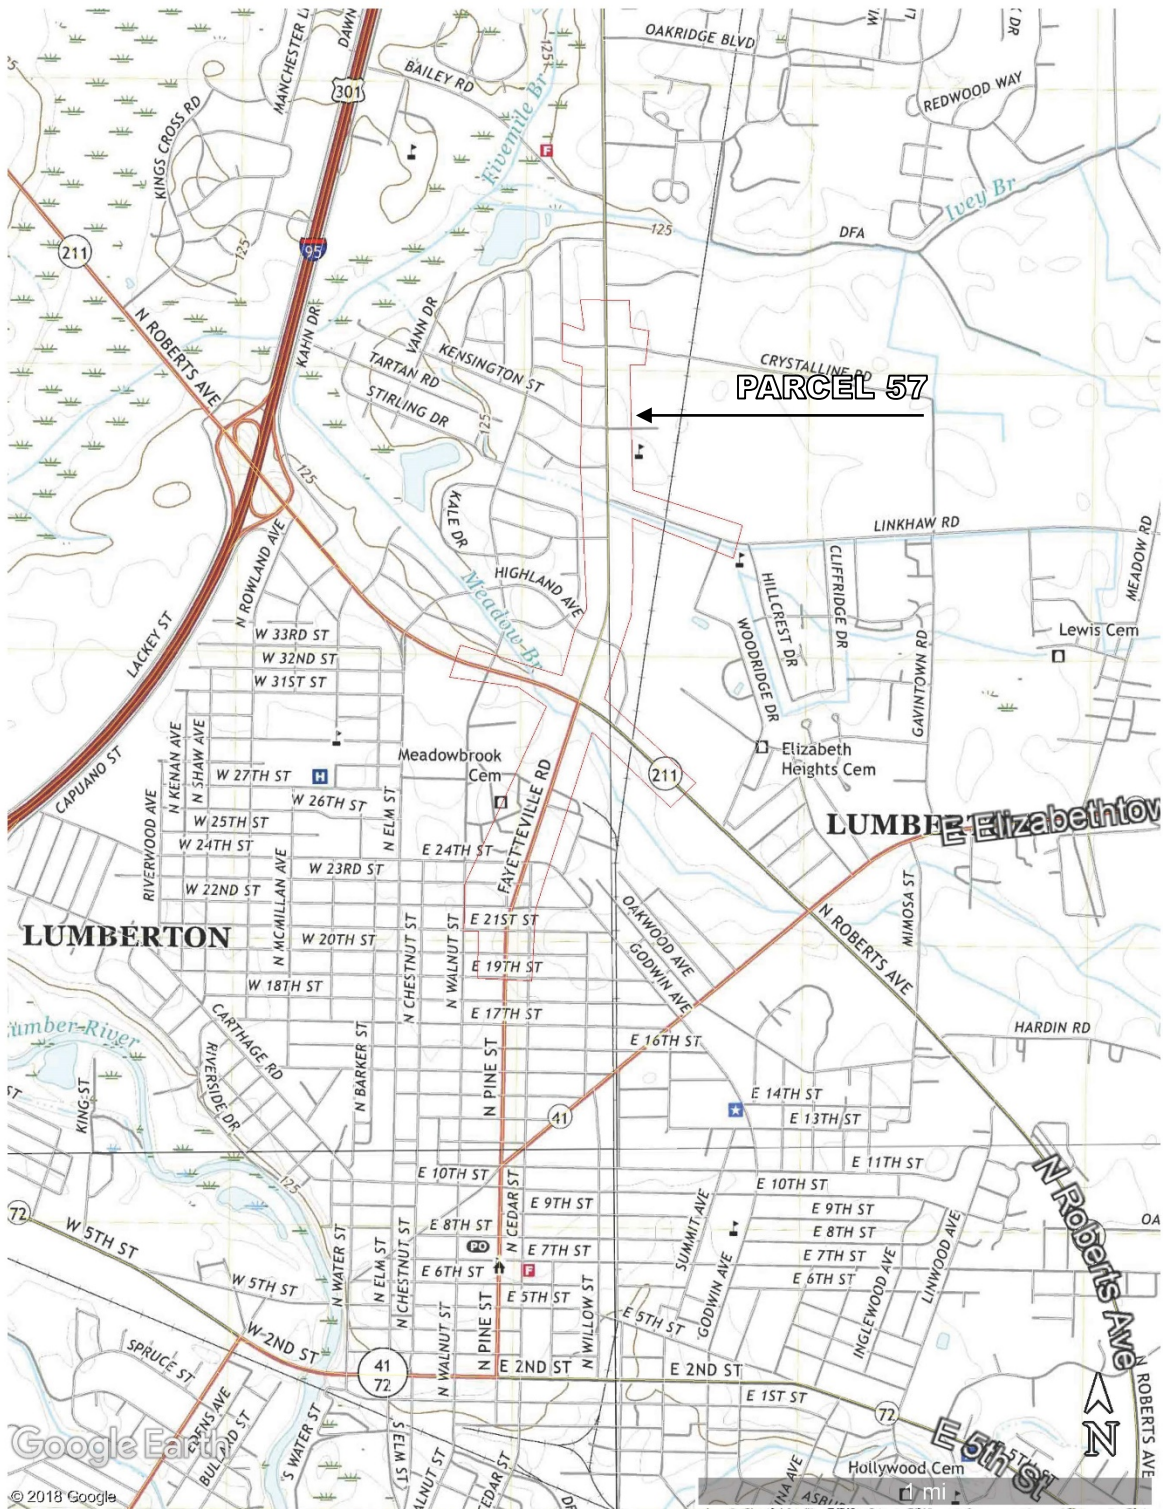 OAKRIDGE BLVD
MANCHESTER
DAWN
BAILEY RD
301
125
REDWOOD WAY
KINGS CROSS RD
Fivemile Br
F
Ivey Br
125
DFA
211
125
95
N ROBERTS AVE
KAHN DR
VANN DR
KENSINGTON ST
TARTAN RD
STIRLING DR
125
CRYSTALLINE RD
PARCEL 57
125
KALE DR
LINKHAW RD
MEADOW RD
N ROWLAND AVE
HIGHLAND AVE
Meadow Br
HILLCREST DR
CLIFFRIDGE DR
LACKEY ST
W 33RD ST
W 32ND ST
W 31ST ST
WOODRIDGE DR
GAVINTOWN RD
Lewis Cem
CAPUANO ST
N KENAN AVE
N SHAW AVE
Meadowbrook
Cem
Elizabeth
Heights Cem
W 27TH ST
H
211
W 26TH ST
RIVERWOOD AVE
W 25TH ST
N ELM ST
FAYETTEVILLE RD
W 24TH ST
E 24TH ST
LUMBE
E Elizabethtow
W 23RD ST
W 22ND ST
N MCMILLAN AVE
MIMOSA ST
OAKWOOD AVE
N ROBERTS AVE
LUMBERTON
W 20TH ST
N CHESTNUT ST
N WALNUT ST
E 21ST ST
GODWIN AVE
E 19TH ST
W 18TH ST
E 17TH ST
CARTHAGE RD
Lumber River
RIVERSIDE DR
N BARKER ST
N PINE ST
E 16TH ST
HARDIN RD
KING ST
ST
E 14TH ST
E 13TH ST
41
125
E 10TH ST
E 11TH ST
E 10TH ST
N CEDAR ST
E 9TH ST
E 9TH ST
N Roberts Ave
72
W 5TH ST
E 8TH ST
E 8TH ST
OA
PO
E 7TH ST
E 7TH ST
SUMMIT AVE
N WATER ST
N ELM ST
N CHESTNUT ST
E 6TH ST
F
E 6TH ST
W 5TH ST
E 5TH ST
E 5TH ST
GODWIN AVE
INGLEWOOD AVE
LINWOOD AVE
W 2ND ST
N WALNUT ST
N PINE ST
N WILLOW ST
SPRUCE ST
41
72
E 2ND ST
E 2ND ST
E 1ST ST
72
N ROBERTS AVE
N
S WATER ST
S ELM ST
E 5th St
5TH ST
Google Earth
BULLARD ST
Hollywood Cem
© 2018 Google
1 mi